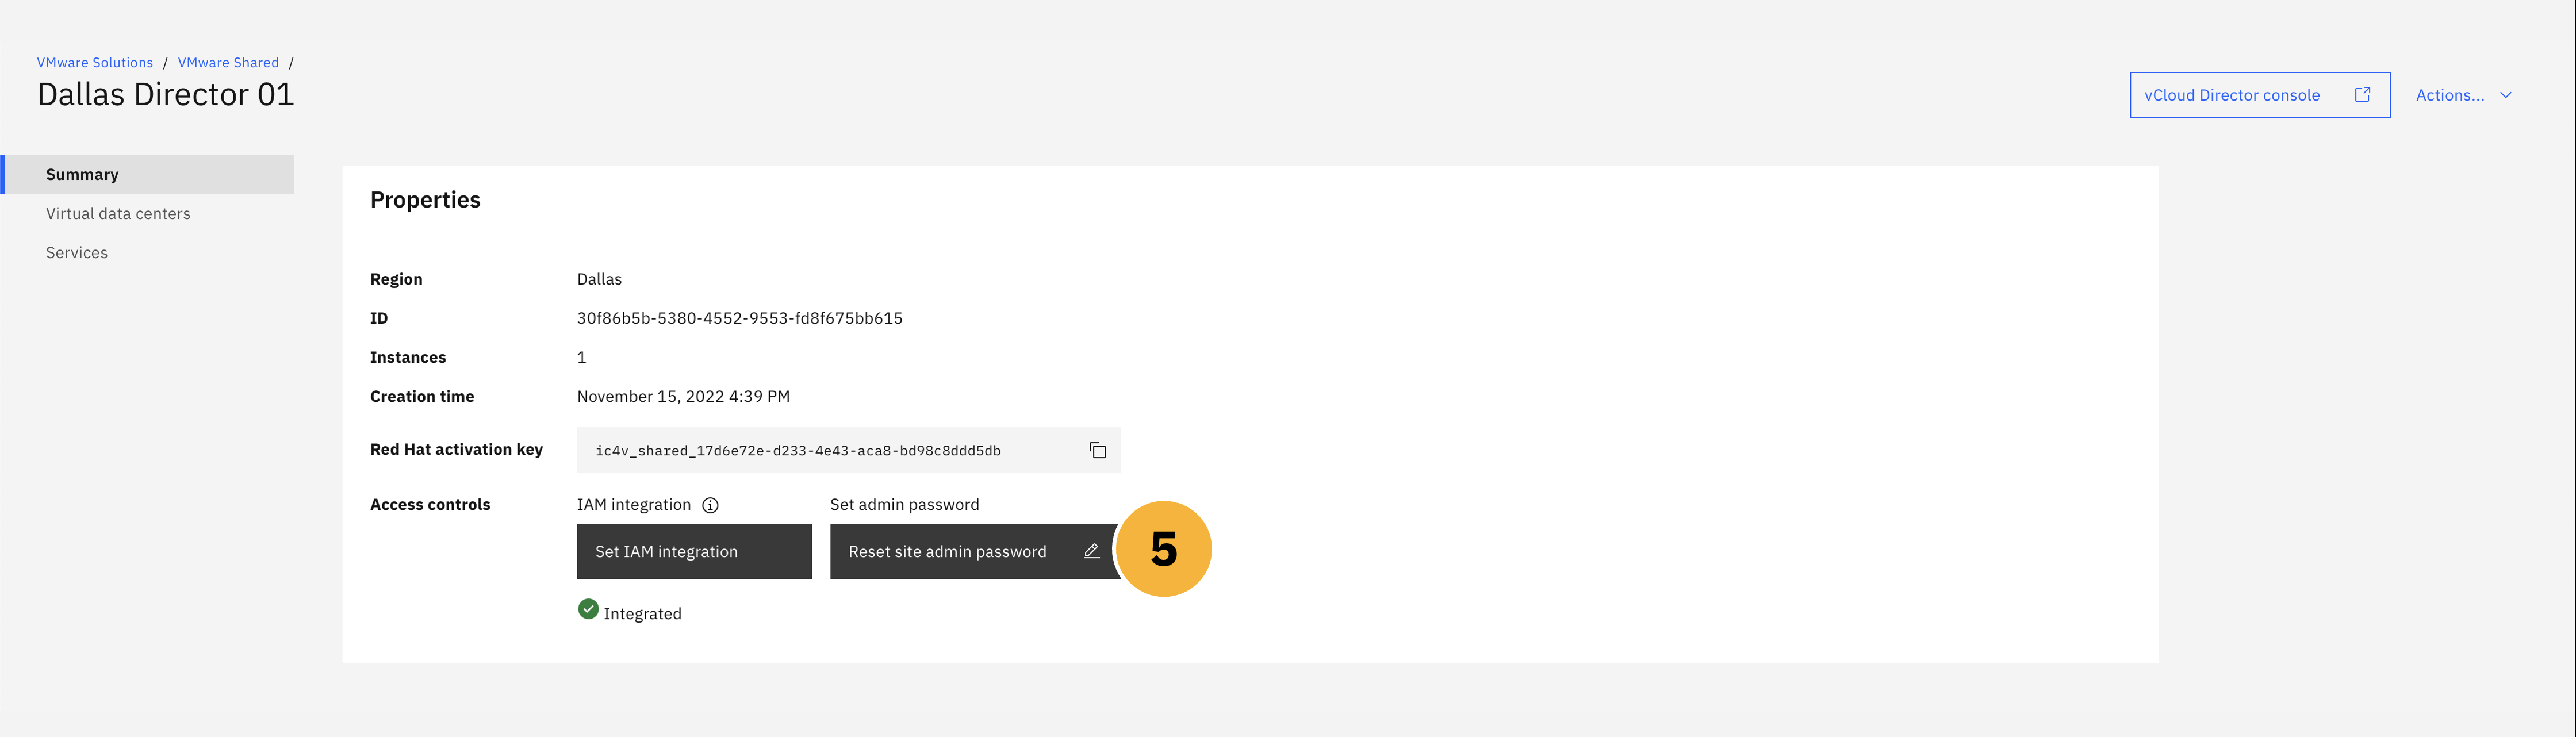 VMware Solutions / VMware Shared /
Dallas Director 01
vCloud Director console
Actions...
Summary
Virtual data centers
Services
Properties
Region Dallas
ID 30f86b5b-5380-4552-9553-fd8f675bb615
Instances 1
Creation time November 15, 2022 4:39 PM
Red Hat activation key ic4v_shared_17d6e72e-d233-4e43-aca8-bd98c8ddd5db
Access controls IAM integration Set admin password
Set IAM integration Reset site admin password 5
Integrated